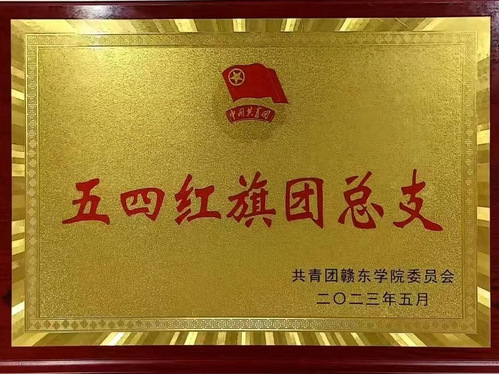 中国共青团
五四红旗团总支
共青团赣东学院委员会
二〇二三年五月